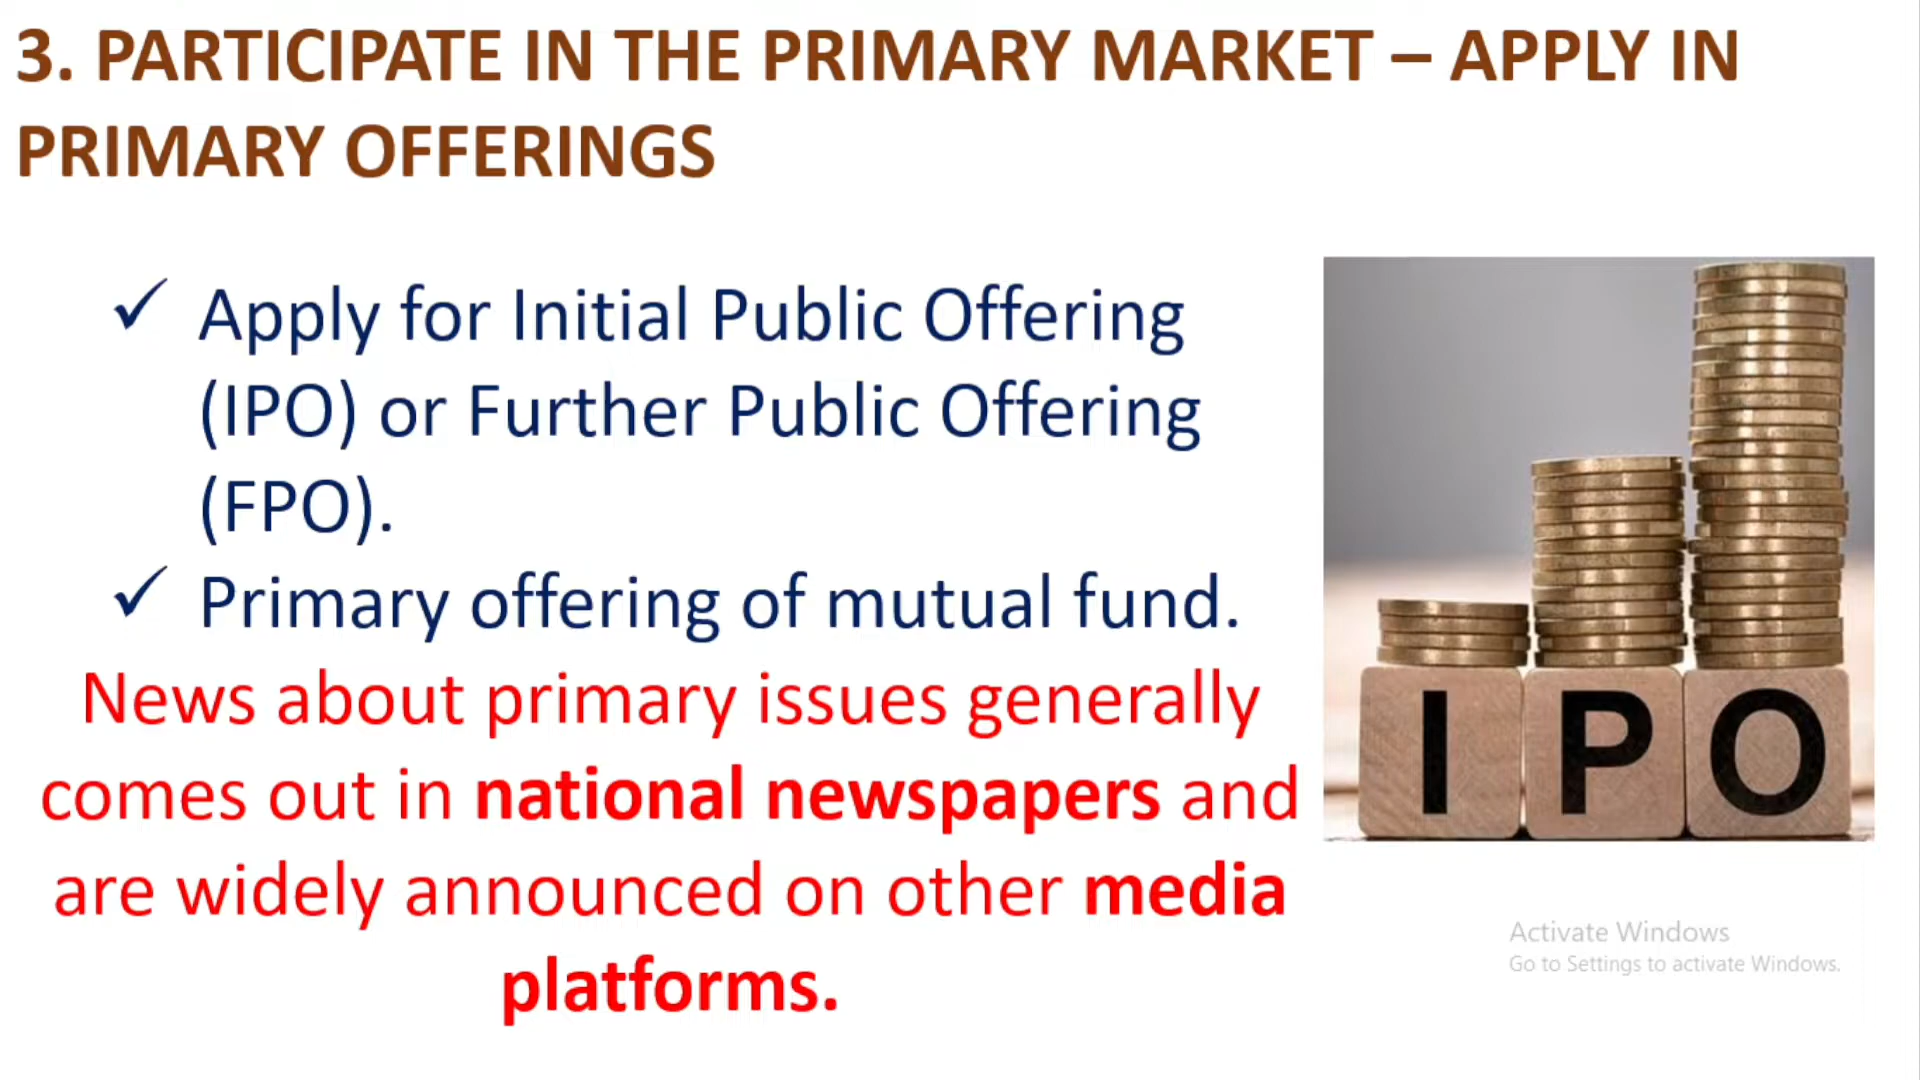 3. PARTICIPATE IN THE PRIMARY MARKET – APPLY IN
PRIMARY OFFERINGS
✓ Apply for Initial Public Offering
(IPO) or Further Public Offering
(FPO).
✓ Primary offering of mutual fund.
News about primary issues generally
comes out in national newspapers and
are widely announced on other media
platforms.
I P O
Activate Windows
Go to Settings to activate Windows.